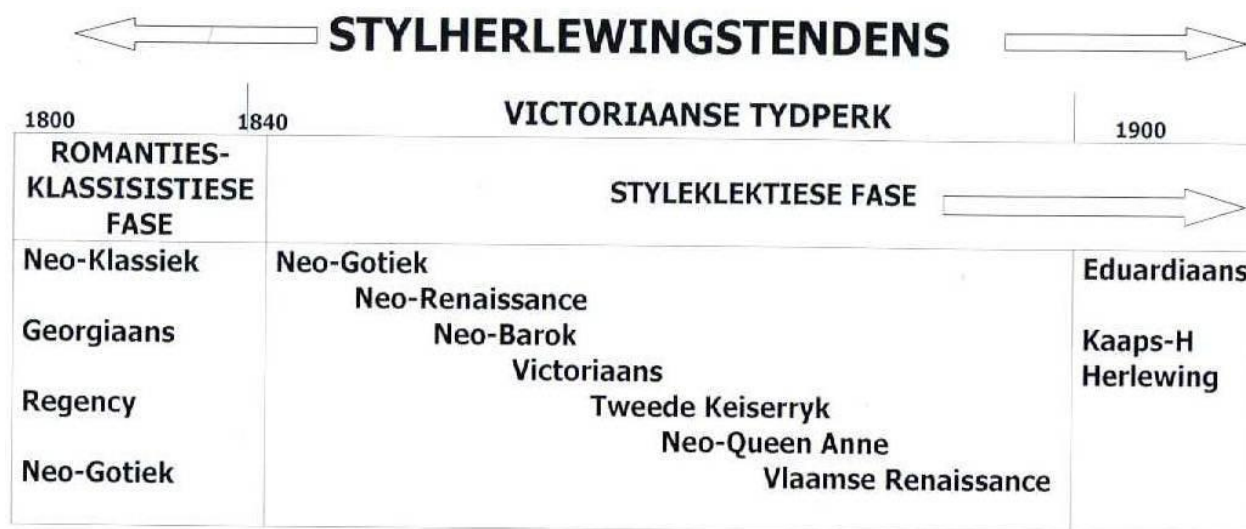 STYLHERLEWINGSTENDENS
VICTORIAANSE TYDPERK
1800
1840
1900
ROMANTIES-
KLASSISISTIESE
FASE
STYLEKLEKTIESE FASE
Neo-Klassiek
Georgiaans
Regency
Neo-Gotiek
Neo-Gotiek
Neo-Renaissance
Neo-Barok
Victoriaans
Tweede Keiserryk
Neo-Queen Anne
Vlaamse Renaissance
Eduardiaans
Kaaps-H
Herlewing